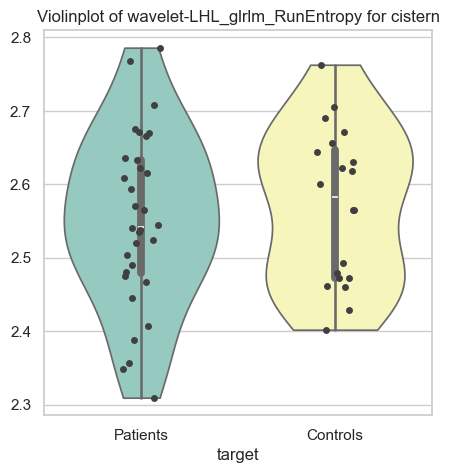 Violinplot of wavelet-LHL_glrlm_RunEntropy for cistern
2.8
2.7
2.6
2.5
2.4
2.3
Patients
Controls
target